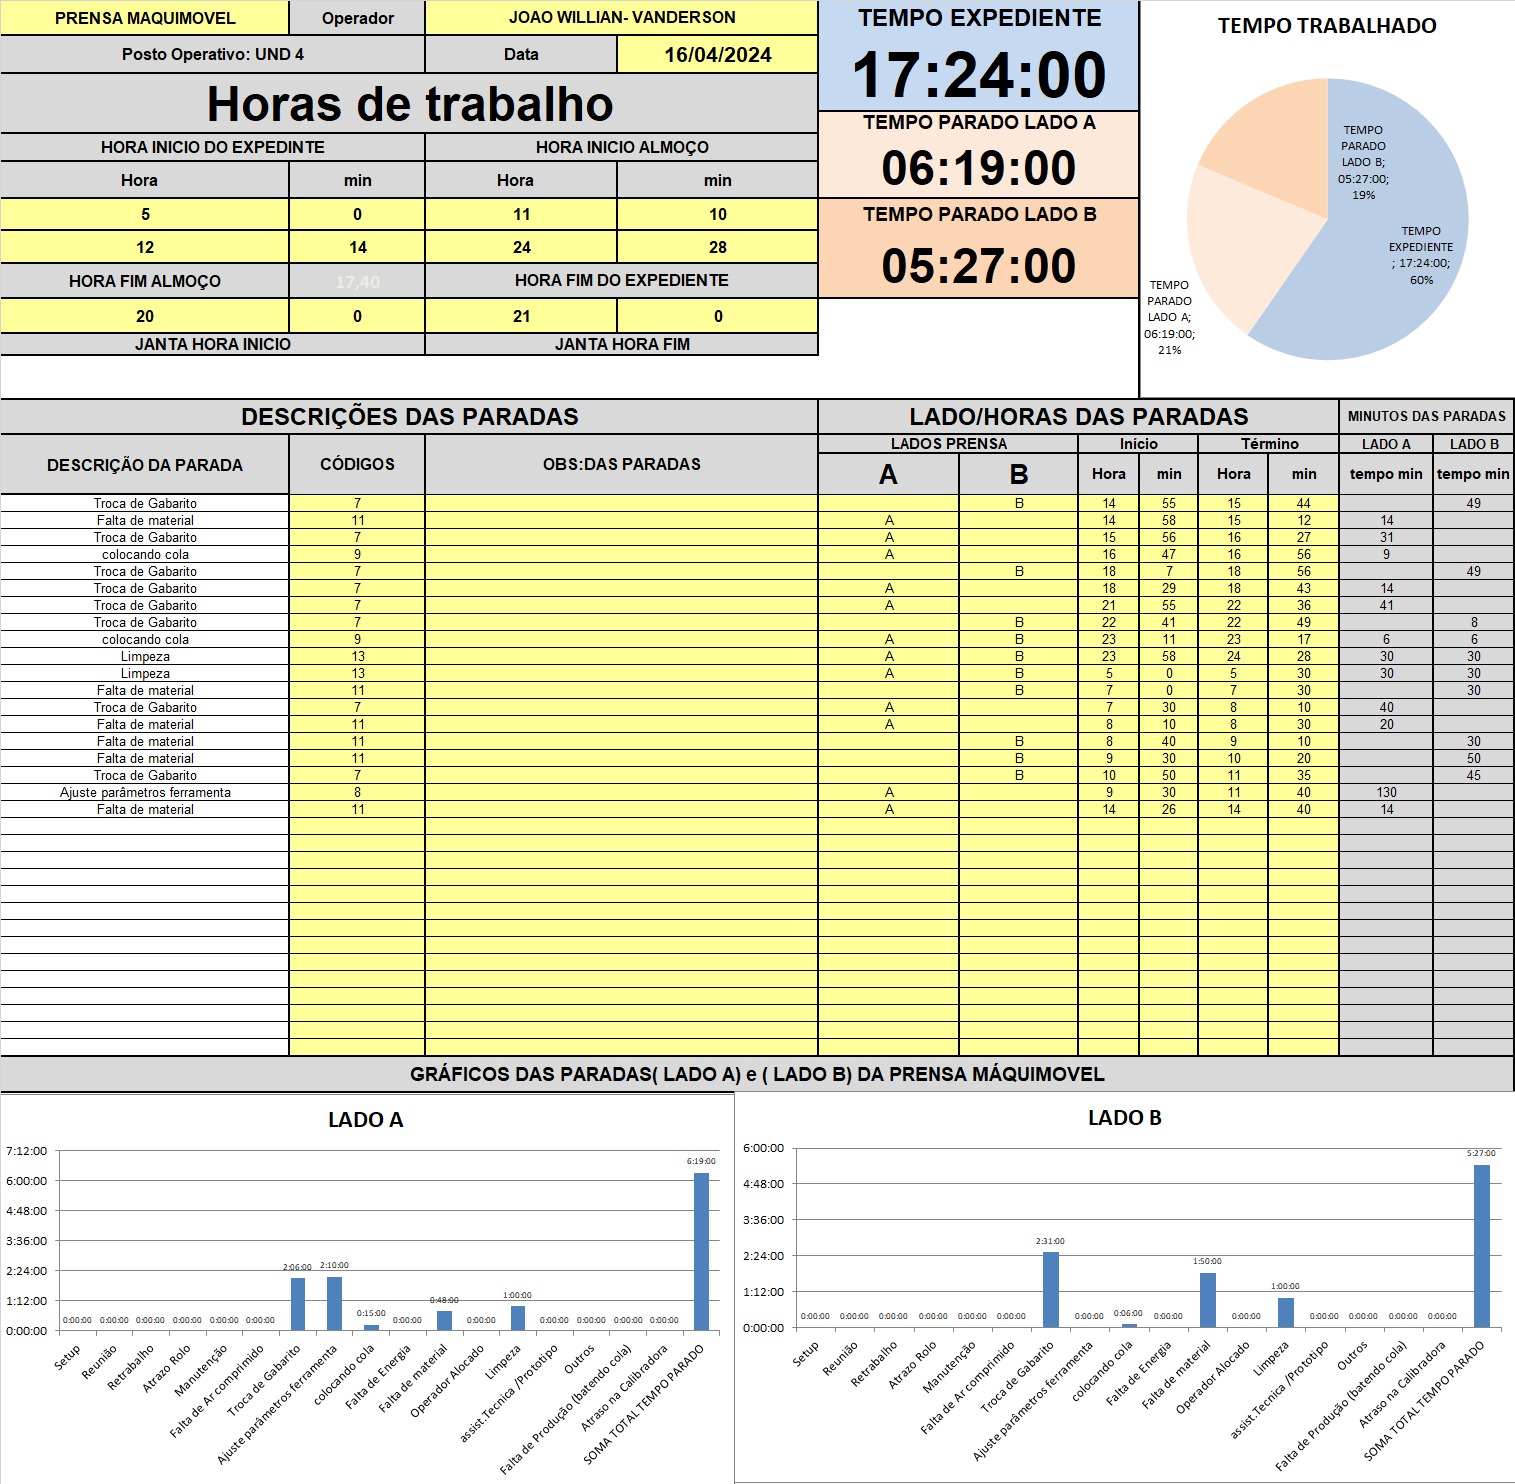 PRENSA MAQUIMOVEL Operador JOAO WILLIAN- VANDERSON
Posto Operativo: UND 4 Data 16/04/2024
Horas de trabalho
HORA INICIO DO EXPEDINTE HORA INICIO ALMOÇO
Hora min Hora min
5 0 11 10
12 14 24 28
HORA FIM ALMOÇO 17,40 HORA FIM DO EXPEDIENTE
20 0 21 0
JANTA HORA INICIO JANTA HORA FIM
TEMPO EXPEDIENTE
17:24:00
TEMPO PARADO LADO A
06:19:00
TEMPO PARADO LADO B
05:27:00
TEMPO TRABALHADO
TEMPO
PARADO
LADO B;
05:27:00;
19%
TEMPO
EXPEDIENTE
; 17:24:00;
60%
TEMPO
PARADO
LADO A;
06:19:00;
21%
DESCRIÇÕES DAS PARADAS LADO/HORAS DAS PARADAS MINUTOS DAS PARADAS
DESCRIÇÃO DA PARADA CÓDIGOS OBS:DAS PARADAS LADOS PRENSA Início Término LADO A LADO B
A B Hora min Hora min tempo min tempo min
Troca de Gabarito 7 B 14 55 15 44 49
Falta de material 11 A 14 58 15 12 14
Troca de Gabarito 7 A 15 56 16 27 31
colocando cola 9 A 16 47 16 56 9
Troca de Gabarito 7 B 18 7 18 56 49
Troca de Gabarito 7 A 18 29 18 43 14
Troca de Gabarito 7 A 21 55 22 36 41
Troca de Gabarito 7 B 22 41 22 49 8
colocando cola 9 A B 23 11 23 17 6 6
Limpeza 13 A B 23 58 24 28 30 30
Limpeza 13 A B 5 0 5 30 30 30
Falta de material 11 B 7 0 7 30 30
Troca de Gabarito 7 A 7 30 8 10 40
Falta de material 11 A 8 10 8 30 20
Falta de material 11 B 8 40 9 10 30
Falta de material 11 B 9 30 10 20 50
Troca de Gabarito 7 B 10 50 11 35 45
Ajuste parâmetros ferramenta 8 A 9 30 11 40 130
Falta de material 11 A 14 26 14 40 14
GRÁFICOS DAS PARADAS( LADO A) e ( LADO B) DA PRENSA MÁQUIMOVEL
LADO A
7:12:00
6:00:00
4:48:00
3:36:00
2:24:00
1:12:00
0:00:00
0:00:00 0:00:00 0:00:00 0:00:00 0:00:00 0:00:00 2:06:00 2:10:00 0:15:00 0:00:00 0:48:00 0:00:00 1:00:00 0:00:00 0:00:00 0:00:00 0:00:00 6:19:00
Setup
Reunião
Retrabalho
Atrazo Rolo
Manutenção
Falta de Ar comprimido
Troca de Gabarito
Ajuste parâmetros ferramenta
colocando cola
Falta de Energia
Falta de material
Operador Alocado
Limpeza
assist.Tecnica /Prototipo
Outros
Falta de Produção (batendo cola)
Atraso na Calibradora
SOMA TOTAL TEMPO PARADO
LADO B
6:00:00
4:48:00
3:36:00
2:24:00
1:12:00
0:00:00
0:00:00 0:00:00 0:00:00 0:00:00 0:00:00 0:00:00 2:31:00 0:00:00 0:06:00 0:00:00 1:50:00 0:00:00 1:00:00 0:00:00 0:00:00 0:00:00 0:00:00 5:27:00
Setup
Reunião
Retrabalho
Atrazo Rolo
Manutenção
Falta de Ar comprimido
Troca de Gabarito
Ajuste parâmetros ferramenta
colocando cola
Falta de Energia
Falta de material
Operador Alocado
Limpeza
assist.Tecnica /Prototipo
Outros
Falta de Produção (batendo cola)
Atraso na Calibradora
SOMA TOTAL TEMPO PARADO